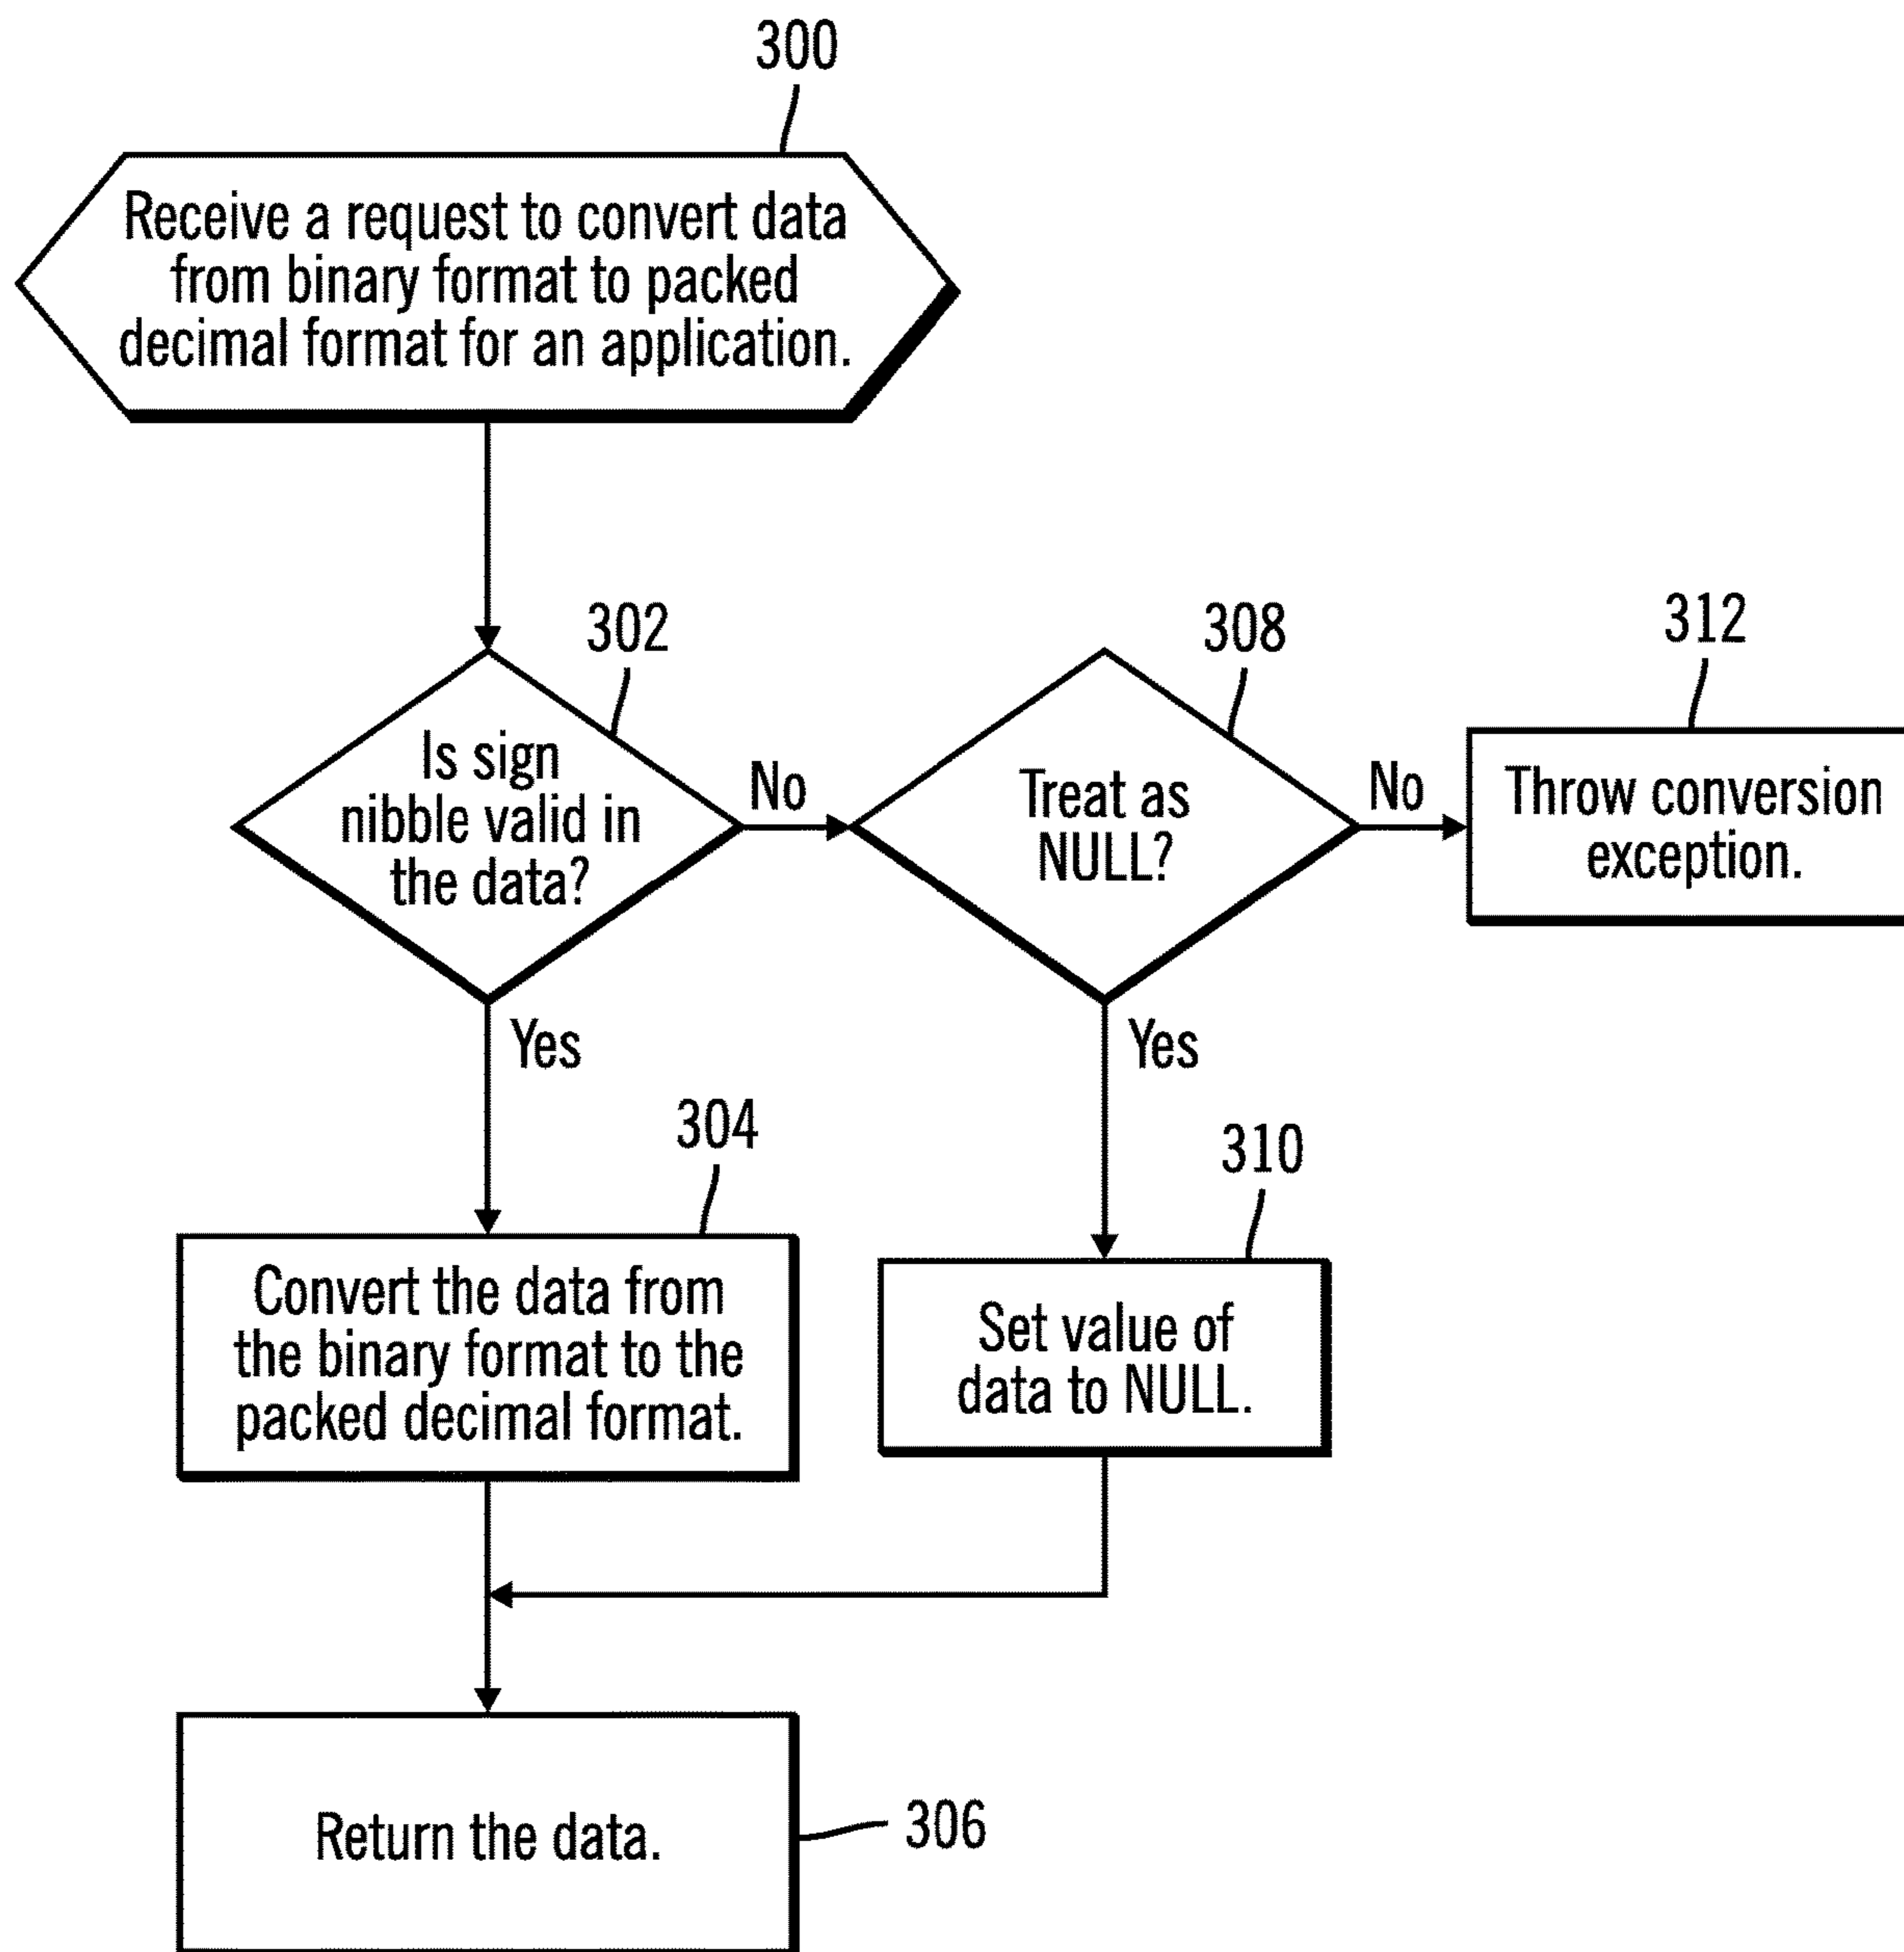 300
Receive a request to convert data
from binary format to packed
decimal format for an application.
302
Is sign
nibble valid in
the data?
No
308
Treat as
NULL?
No
312
Throw conversion
exception.
Yes
Yes
304
Convert the data from
the binary format to the
packed decimal format.
310
Set value of
data to NULL.
Return the data.
306